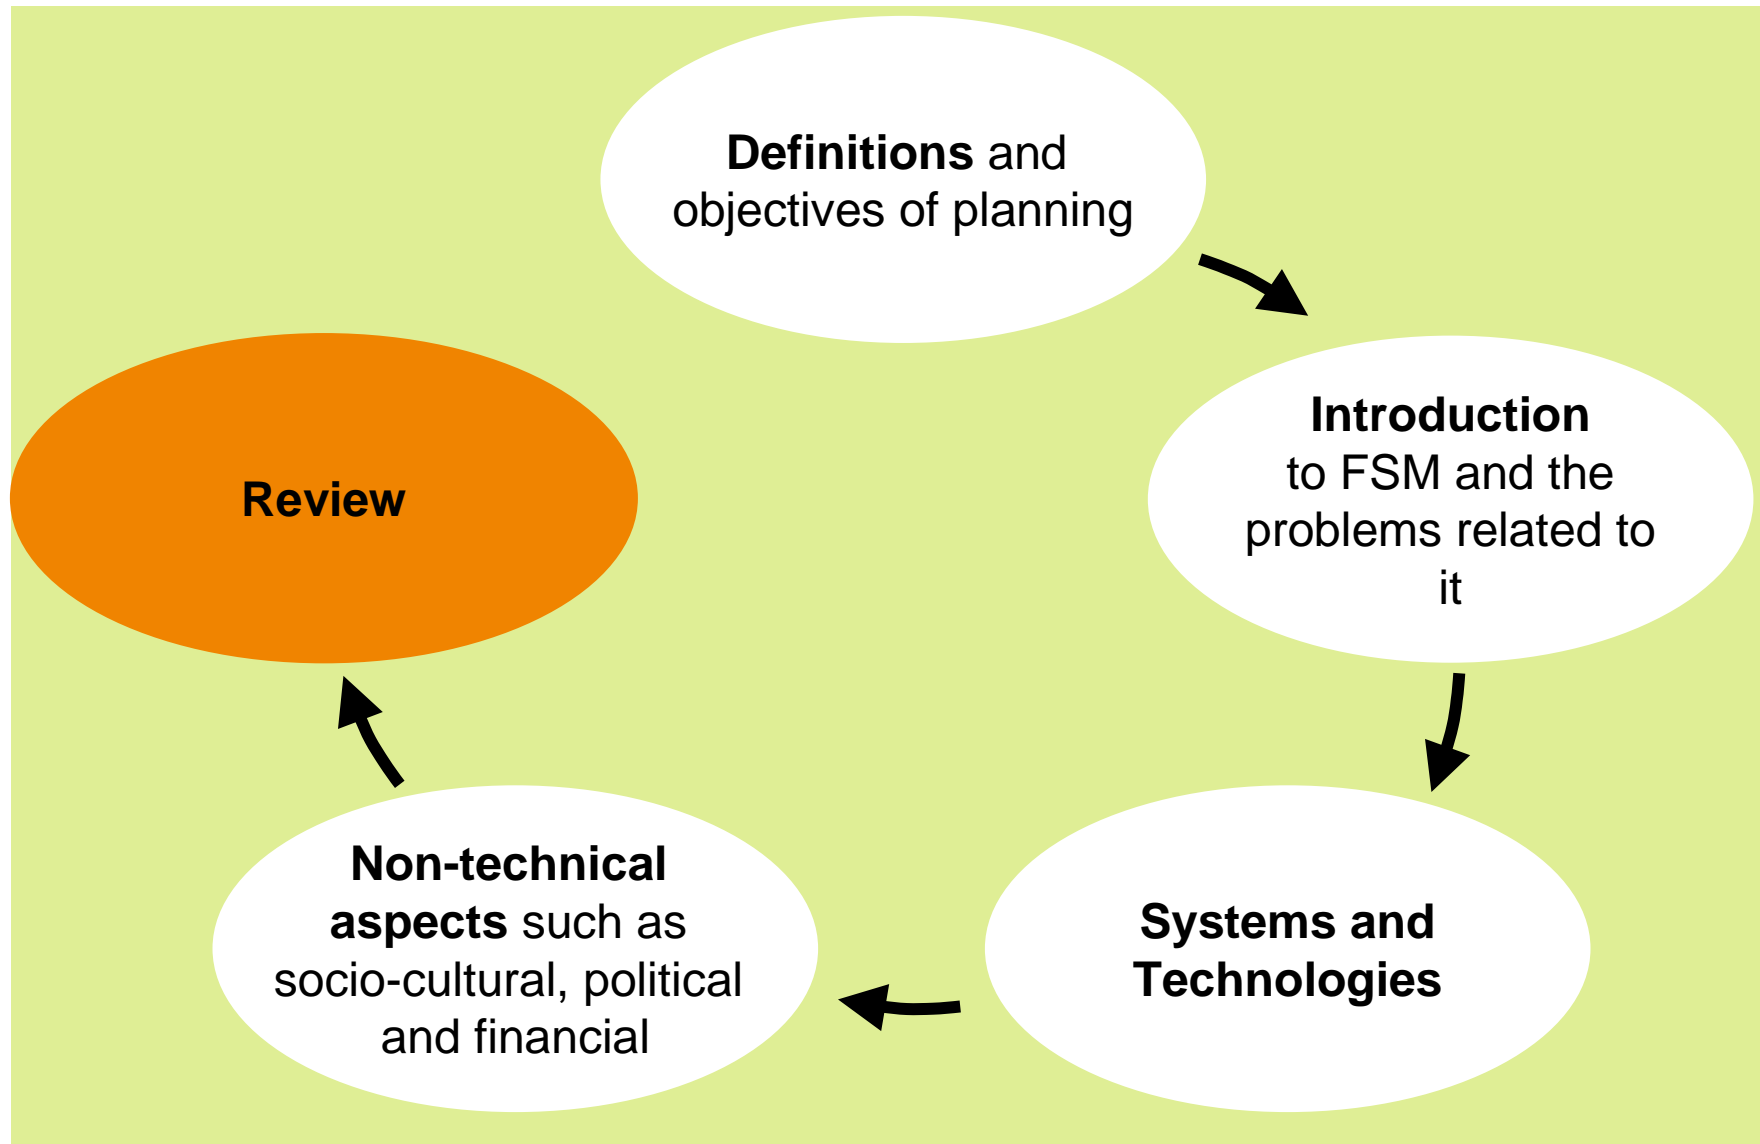 Definitions and
objectives of planning
Introduction
to FSM and the
problems related to
it
Systems and
Technologies
Non-technical
aspects such as
socio-cultural, political
and financial
Review